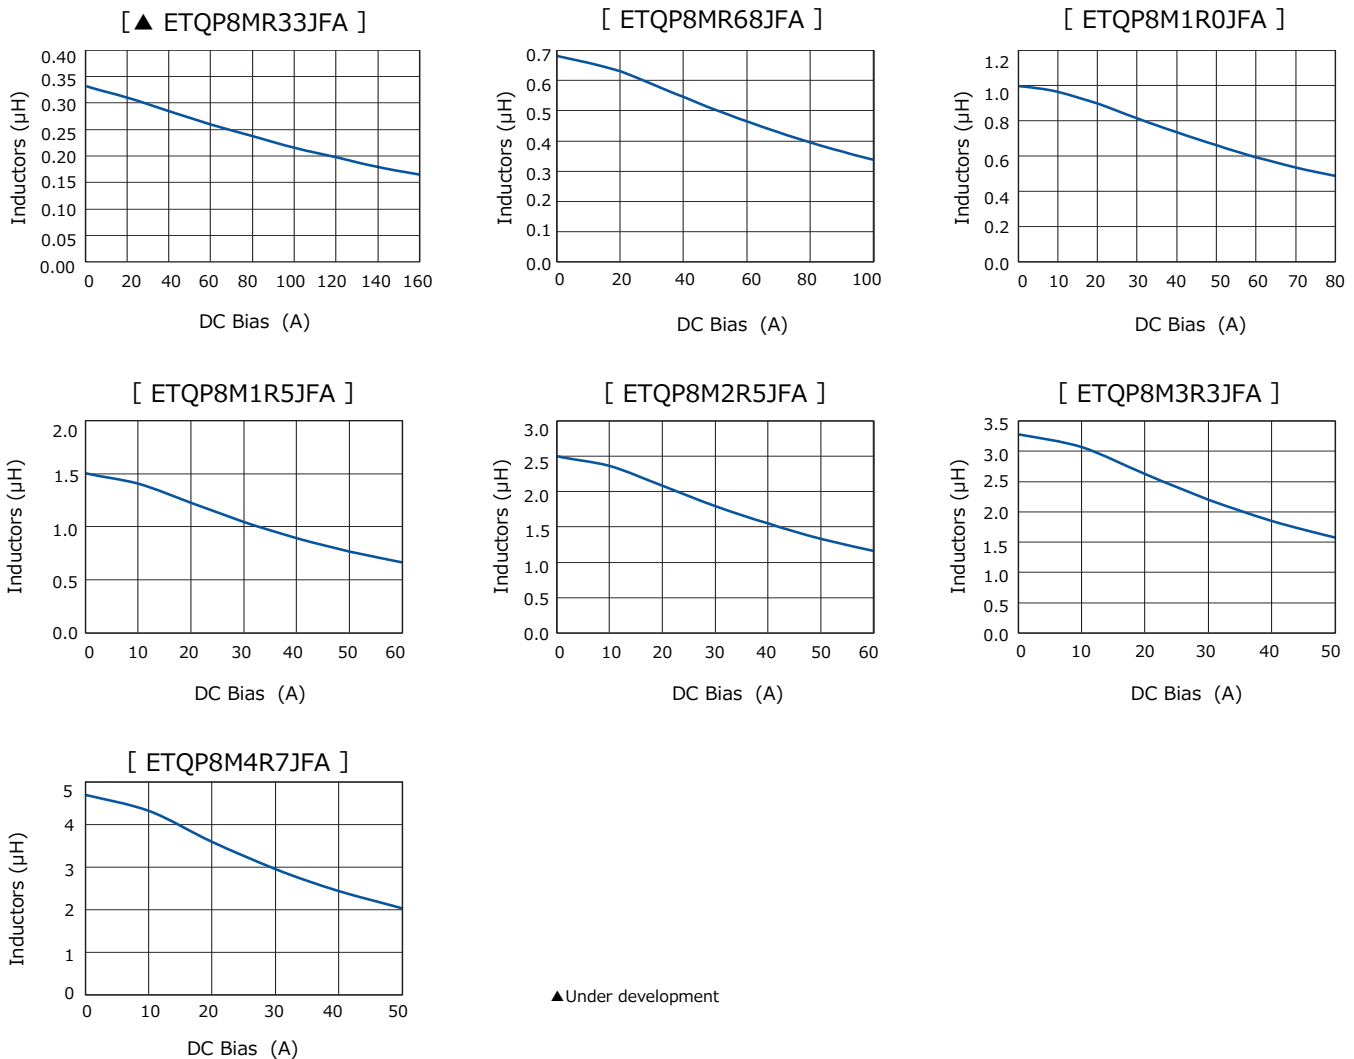 [▲ ETQP8MR33JFA ]
0.40
0.35
0.30
0.25
0.20
0.15
0.10
0.05
0.00
Inductors (μH)
0 20 40 60 80 100 120 140 160
DC Bias (A)
[ ETQP8MR68JFA ]
0.7
0.6
0.5
0.4
0.3
0.2
0.1
0.0
Inductors (μH)
0 20 40 60 80 100
DC Bias (A)
[ ETQP8M1R0JFA ]
1.2
1.0
0.8
0.6
0.4
0.2
0.0
Inductors (μH)
0 10 20 30 40 50 60 70 80
DC Bias (A)
[ ETQP8M1R5JFA ]
2.0
1.5
1.0
0.5
0.0
Inductors (μH)
0 10 20 30 40 50 60
DC Bias (A)
[ ETQP8M2R5JFA ]
3.0
2.5
2.0
1.5
1.0
0.5
0.0
Inductors (μH)
0 10 20 30 40 50 60
DC Bias (A)
[ ETQP8M3R3JFA ]
3.5
3.0
2.5
2.0
1.5
1.0
0.5
0.0
Inductors (μH)
0 10 20 30 40 50
DC Bias (A)
[ ETQP8M4R7JFA ]
5
4
3
2
1
0
Inductors (μH)
0 10 20 30 40 50
DC Bias (A)
▲Under development